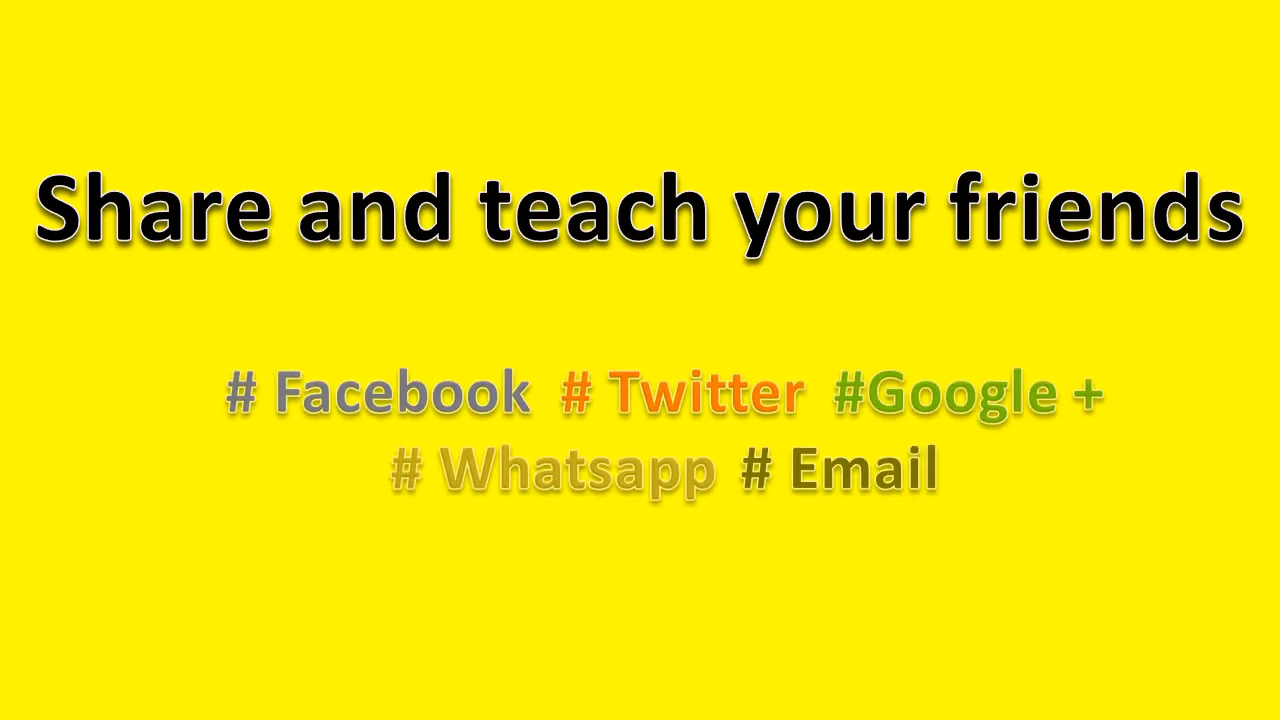 Share and teach your friends
# Facebook # Twitter #Google +
# Whatsapp # Email